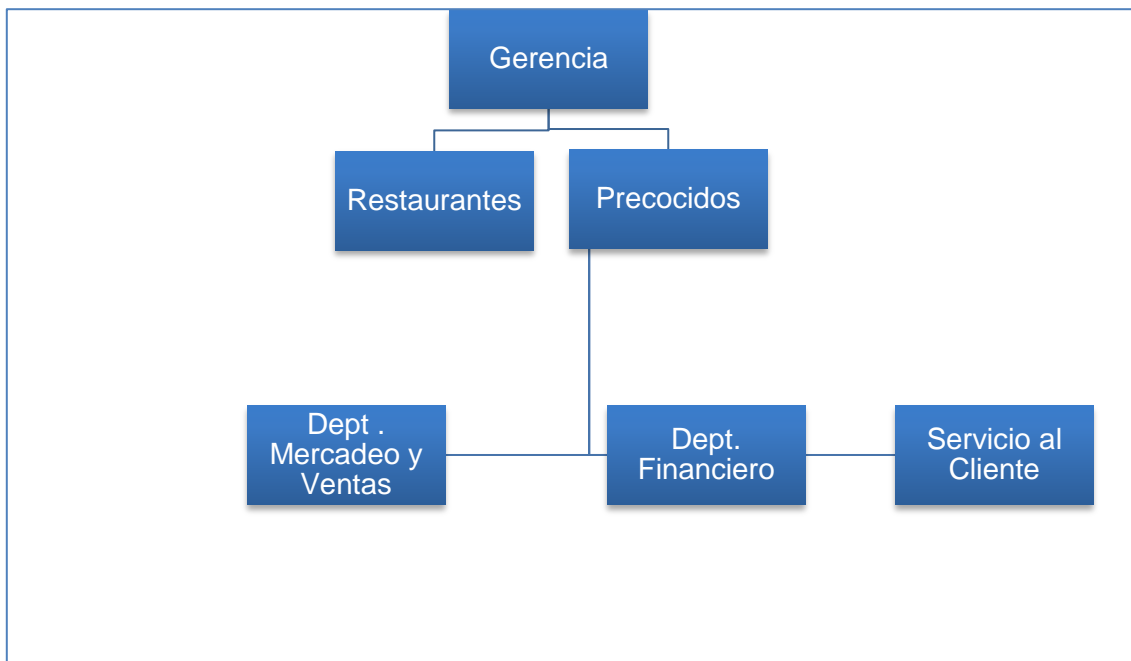 Gerencia
Restaurantes
Precocidos
Dept .
Mercadeo y
Ventas
Dept.
Financiero
Servicio al
Cliente